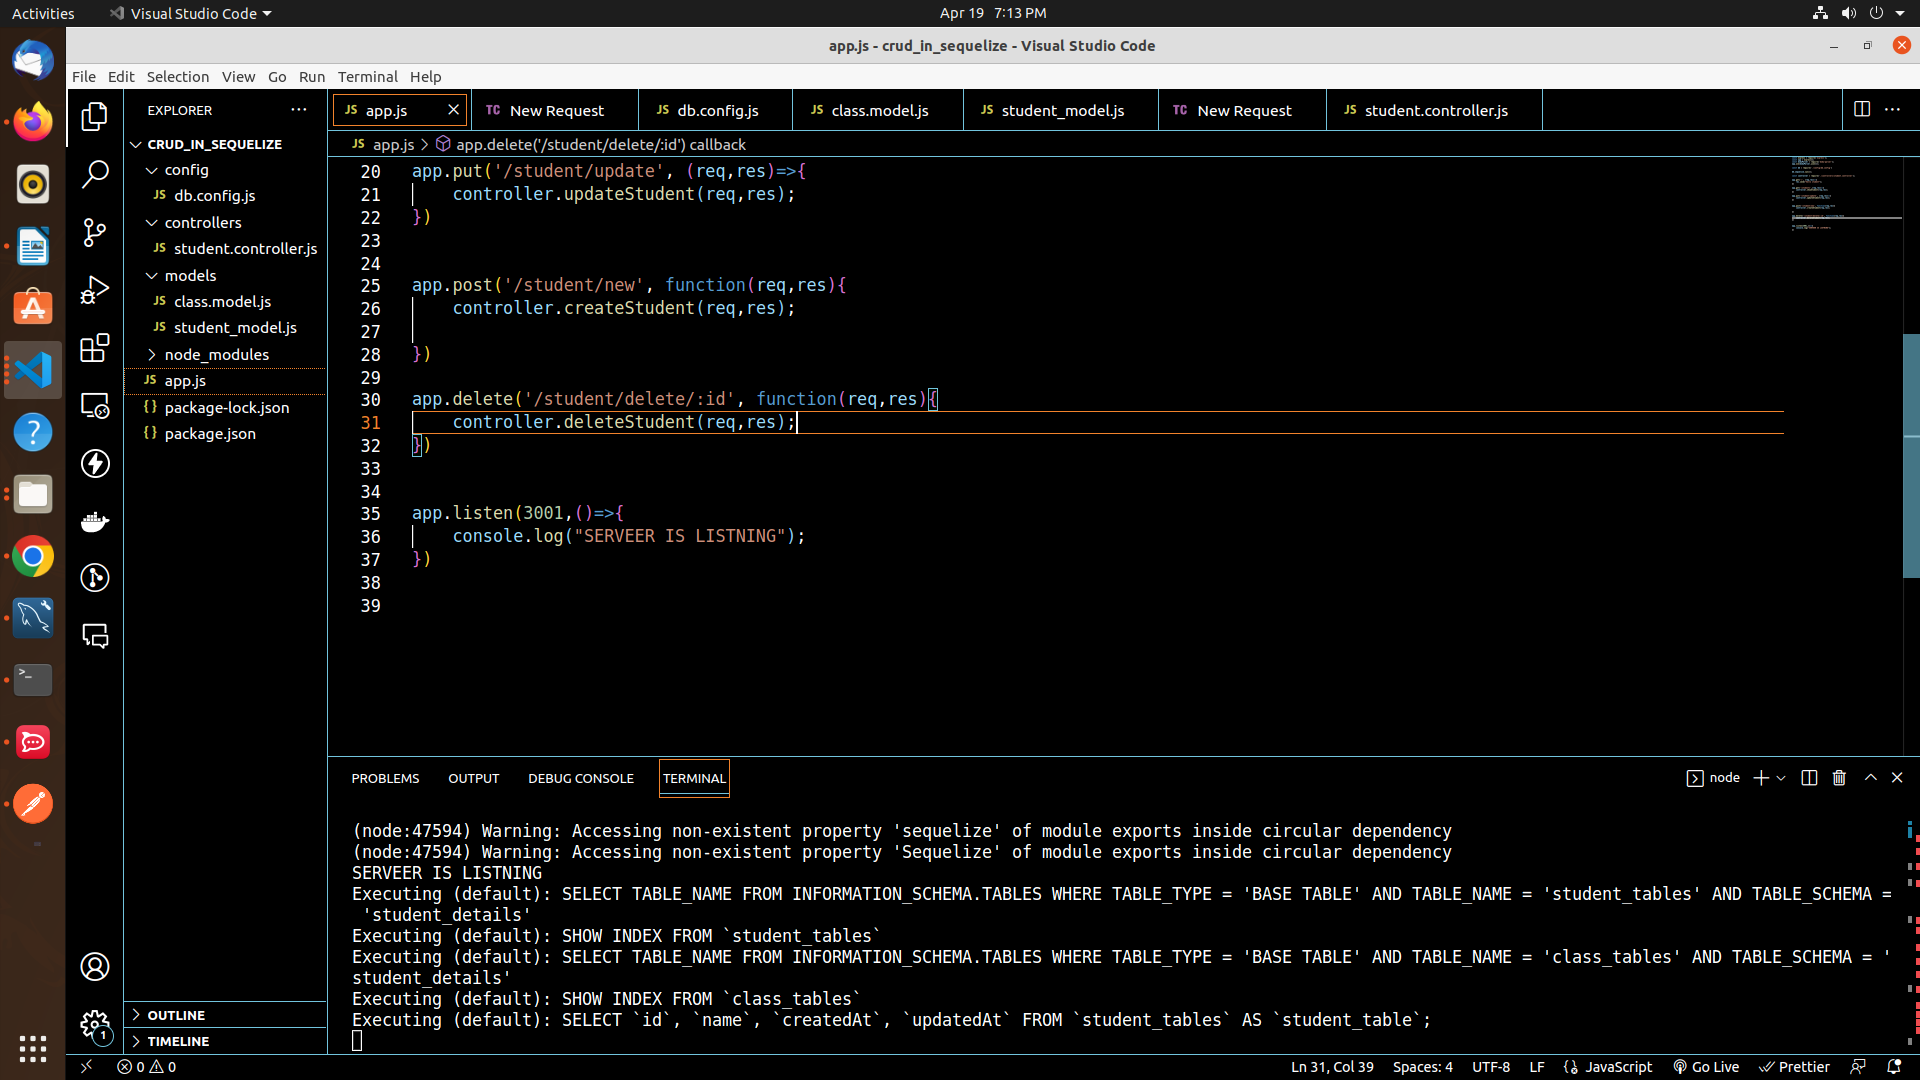 Activities
Visual Studio Code
Apr 19 7:13 PM
app.js - crud_in_sequelize - Visual Studio Code
File Edit Selection View Go Run Terminal Help
EXPLORER
CRUD_IN_SEQUELIZE
config
JS db.config.js
controllers
JS student.controller.js
models
JS class.model.js
JS student_model.js
node_modules
JS app.js
{} package-lock.json
{} package.json
OUTLINE
TIMELINE
1
JS app.js
TC New Request
JS db.config.js
JS class.model.js
JS student_model.js
TC New Request
JS student.controller.js
JS app.js > app.delete('/student/delete/:id') callback
20 app.put('/student/update', (req,res)=>{
21 controller.updateStudent(req,res);
22 })
23
24
25 app.post('/student/new', function(req,res){
26 controller.createStudent(req,res);
27
28 })
29
30 app.delete('/student/delete/:id', function(req,res){
31 controller.deleteStudent(req,res);
32 })
33
34
35 app.listen(3001,()=>{
36 console.log("SERVEER IS LISTNING");
37 })
38
39
PROBLEMS OUTPUT DEBUG CONSOLE TERMINAL
node
(node:47594) Warning: Accessing non-existent property 'sequelize' of module exports inside circular dependency
(node:47594) Warning: Accessing non-existent property 'Sequelize' of module exports inside circular dependency
SERVEER IS LISTNING
Executing (default): SELECT TABLE_NAME FROM INFORMATION_SCHEMA.TABLES WHERE TABLE_TYPE = 'BASE TABLE' AND TABLE_NAME = 'student_tables' AND TABLE_SCHEMA =
'student_details'
Executing (default): SHOW INDEX FROM `student_tables`
Executing (default): SELECT TABLE_NAME FROM INFORMATION_SCHEMA.TABLES WHERE TABLE_TYPE = 'BASE TABLE' AND TABLE_NAME = 'class_tables' AND TABLE_SCHEMA = '
student_details'
Executing (default): SHOW INDEX FROM `class_tables`
Executing (default): SELECT `id`, `name`, `createdAt`, `updatedAt` FROM `student_tables` AS `student_table`;
0 0
Ln 31, Col 39 Spaces: 4 UTF-8 LF {} JavaScript Go Live Prettier